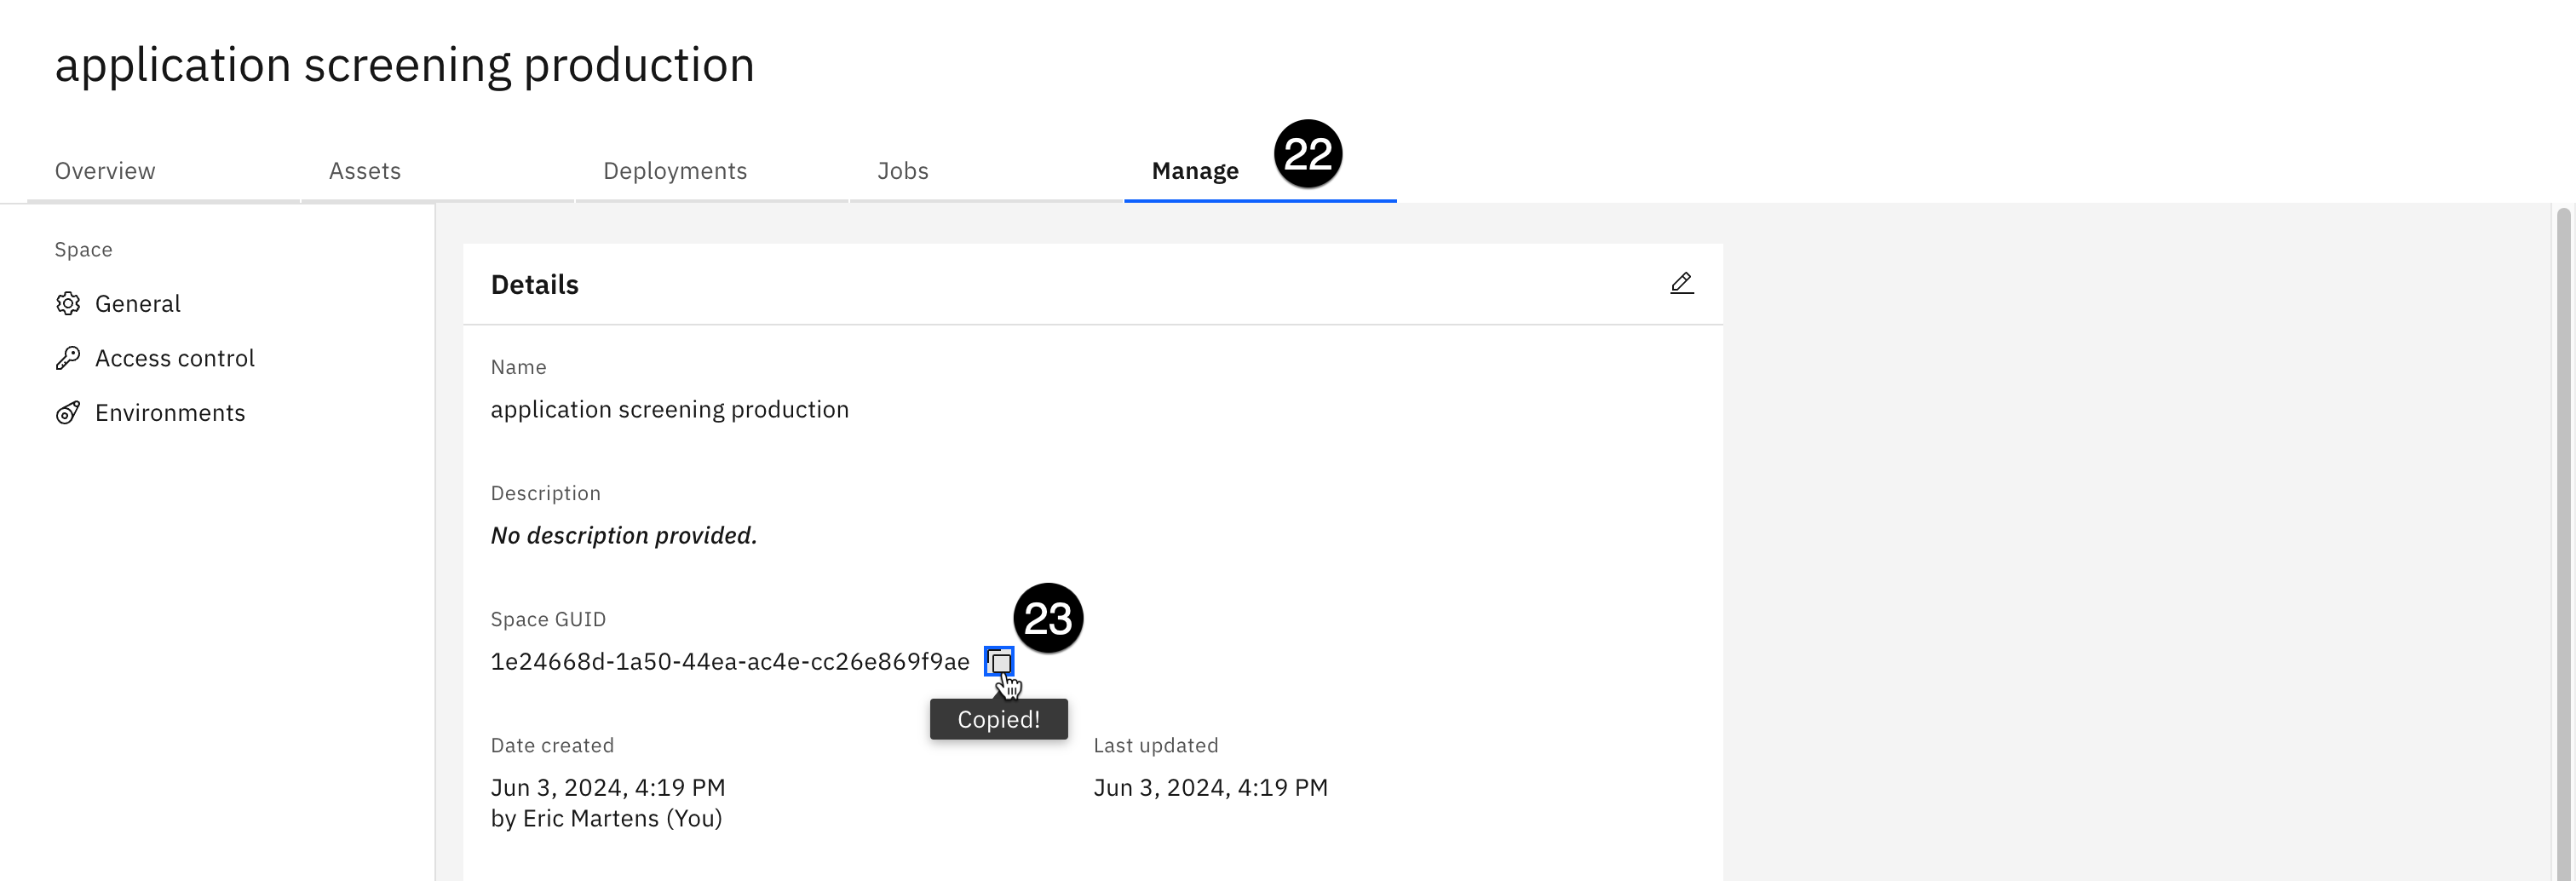 application screening production
Overview
Assets
Deployments
Jobs
Manage
22
Space
General
Access control
Environments
Details
Name
application screening production
Description
No description provided.
Space GUID
23
1e24668d-1a50-44ea-ac4e-cc26e869f9ae
Copied!
Date created
Jun 3, 2024, 4:19 PM
by Eric Martens (You)
Last updated
Jun 3, 2024, 4:19 PM